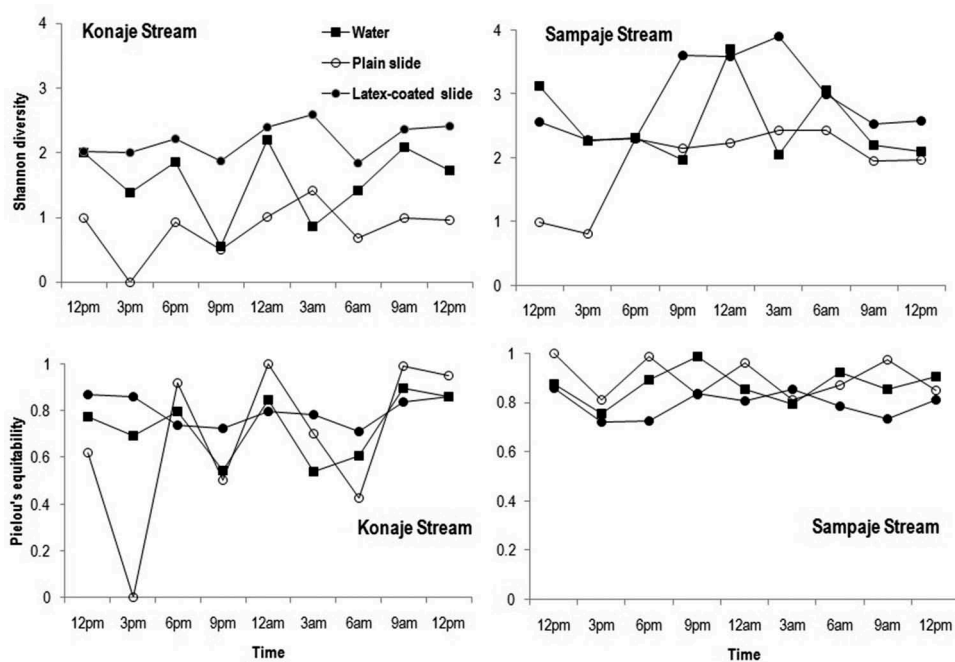 Konaje Stream
Water
Plain slide
Latex-coated slide
Shannon diversity
4
3
2
1
0
12pm 3pm 6pm 9pm 12am 3am 6am 9am 12pm
Sampaje Stream
4
3
2
1
0
12pm 3pm 6pm 9pm 12am 3am 6am 9am 12pm
Pielou's equitability
1
0.8
0.6
0.4
0.2
0
Konaje Stream
12pm 3pm 6pm 9pm 12am 3am 6am 9am 12pm
Time
1
0.8
0.6
0.4
0.2
0
Sampaje Stream
12pm 3pm 6pm 9pm 12am 3am 6am 9am 12pm
Time